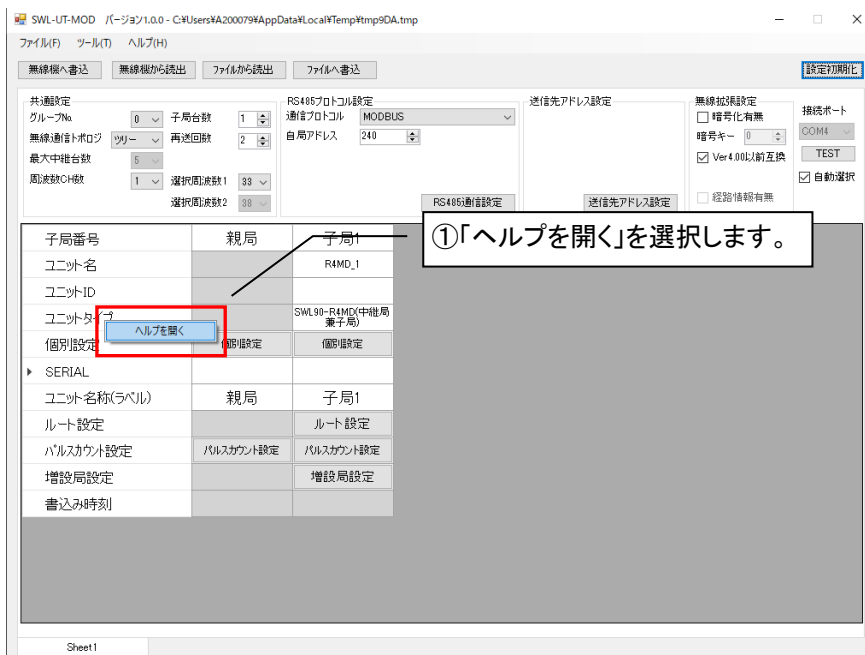 SWL-UT-MOD バージョン1.0.0 - C:¥Users¥A200079¥AppData¥Local¥Temp¥tmp9DA.tmp
ファイル(F) ツール(T) ヘルプ(H)
無線機へ書込 無線機から読出 ファイルから読出 ファイルへ書込 設定初期化
共通設定 RS485プロトコル設定 送信先アドレス設定 無線拡張設定
グループNo. 0 子局台数 1 通信プロトコル MODBUS 暗号化有無 接続ポート
無線通信トポロジ ツリー 再送回数 2 自局アドレス 240 暗号キー 0 COM4
最大中継台数 5 Ver4.00以前互換 TEST
周波数CH数 1 選択周波数1 33 経路情報有無 自動選択
選択周波数2 38 RS485通信設定 送信先アドレス設定
①「ヘルプを開く」を選択します。
子局番号 親局 子局1
ユニット名 R4MD_1
ユニットID
ユニットタイプ SWL90-R4MD(中継局兼子局)
ヘルプを開く
個別設定 個別設定 個別設定
SERIAL
ユニット名称(ラベル) 親局 子局1
ルート設定 ルート設定
パルスカウント設定 パルスカウント設定 パルスカウント設定
増設局設定 増設局設定
書込み時刻
Sheet1